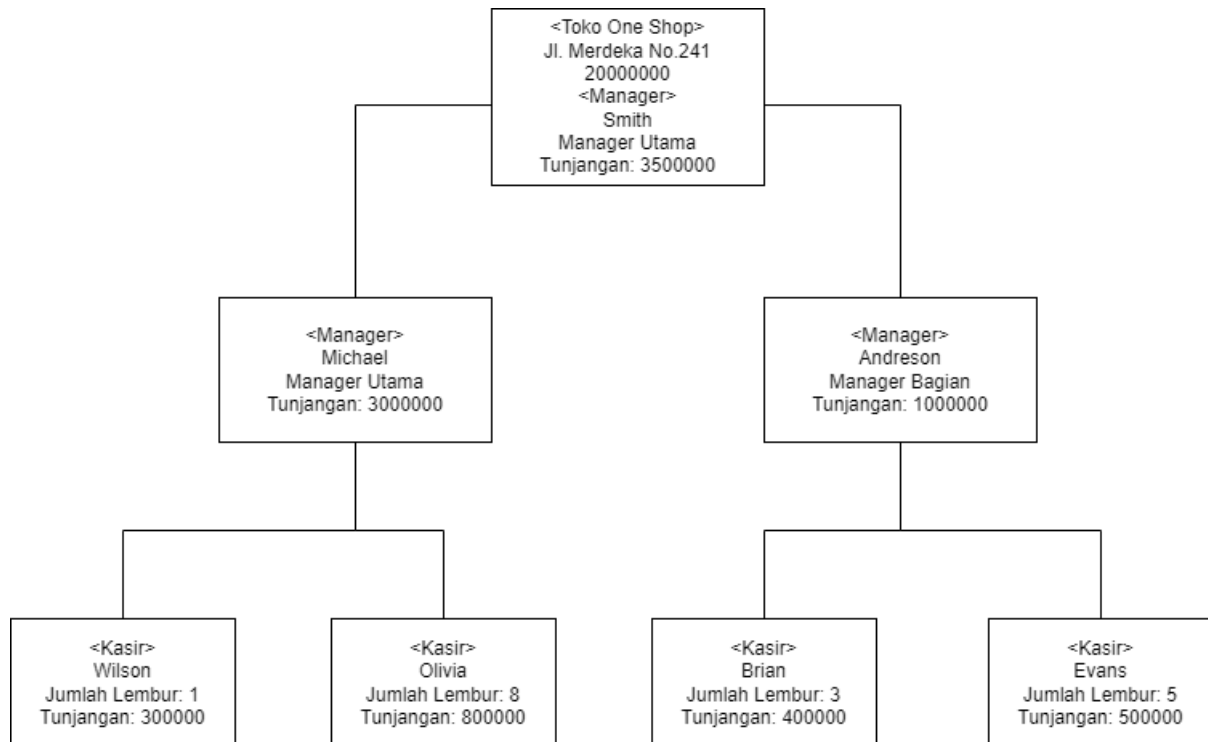 <Toko One Shop>
Jl. Merdeka No.241
20000000
<Manager>
Smith
Manager Utama
Tunjangan: 3500000
<Manager>
Michael
Manager Utama
Tunjangan: 3000000
<Manager>
Andreson
Manager Bagian
Tunjangan: 1000000
<Kasir>
Wilson
Jumlah Lembur: 1
Tunjangan: 300000
<Kasir>
Olivia
Jumlah Lembur: 8
Tunjangan: 800000
<Kasir>
Brian
Jumlah Lembur: 3
Tunjangan: 400000
<Kasir>
Evans
Jumlah Lembur: 5
Tunjangan: 500000